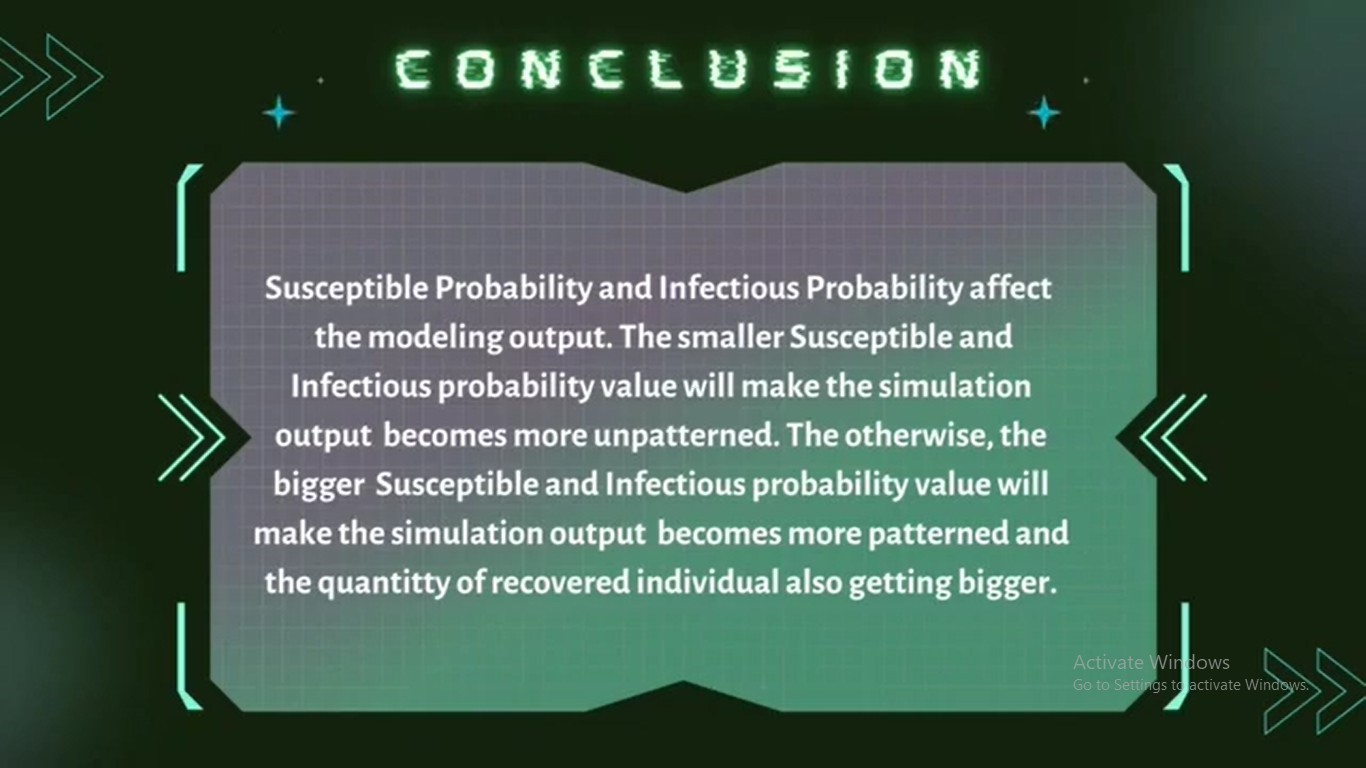 CONCLUSION
Susceptible Probability and Infectious Probability affect
the modeling output. The smaller Susceptible and
Infectious probability value will make the simulation
output becomes more unpatterned. The otherwise, the
bigger Susceptible and Infectious probability value will
make the simulation output becomes more patterned and
the quantitty of recovered individual also getting bigger.
Activate Windows
Go to Settings to activate Windows.